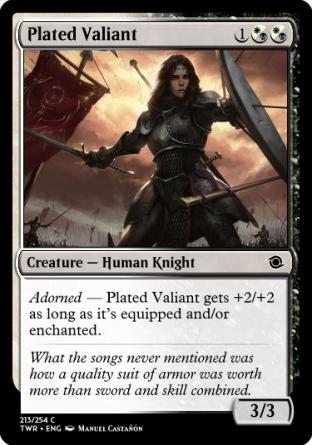 Plated Valiant 1
Creature — Human Knight
Adorned — Plated Valiant gets +2/+2
as long as it's equipped and/or
enchanted.
What the songs never mentioned was
how a quality suit of armor was worth
more than sword and skill combined.
3/3
213/254 C
TWR • ENG MANUEL CASTAÑÓN